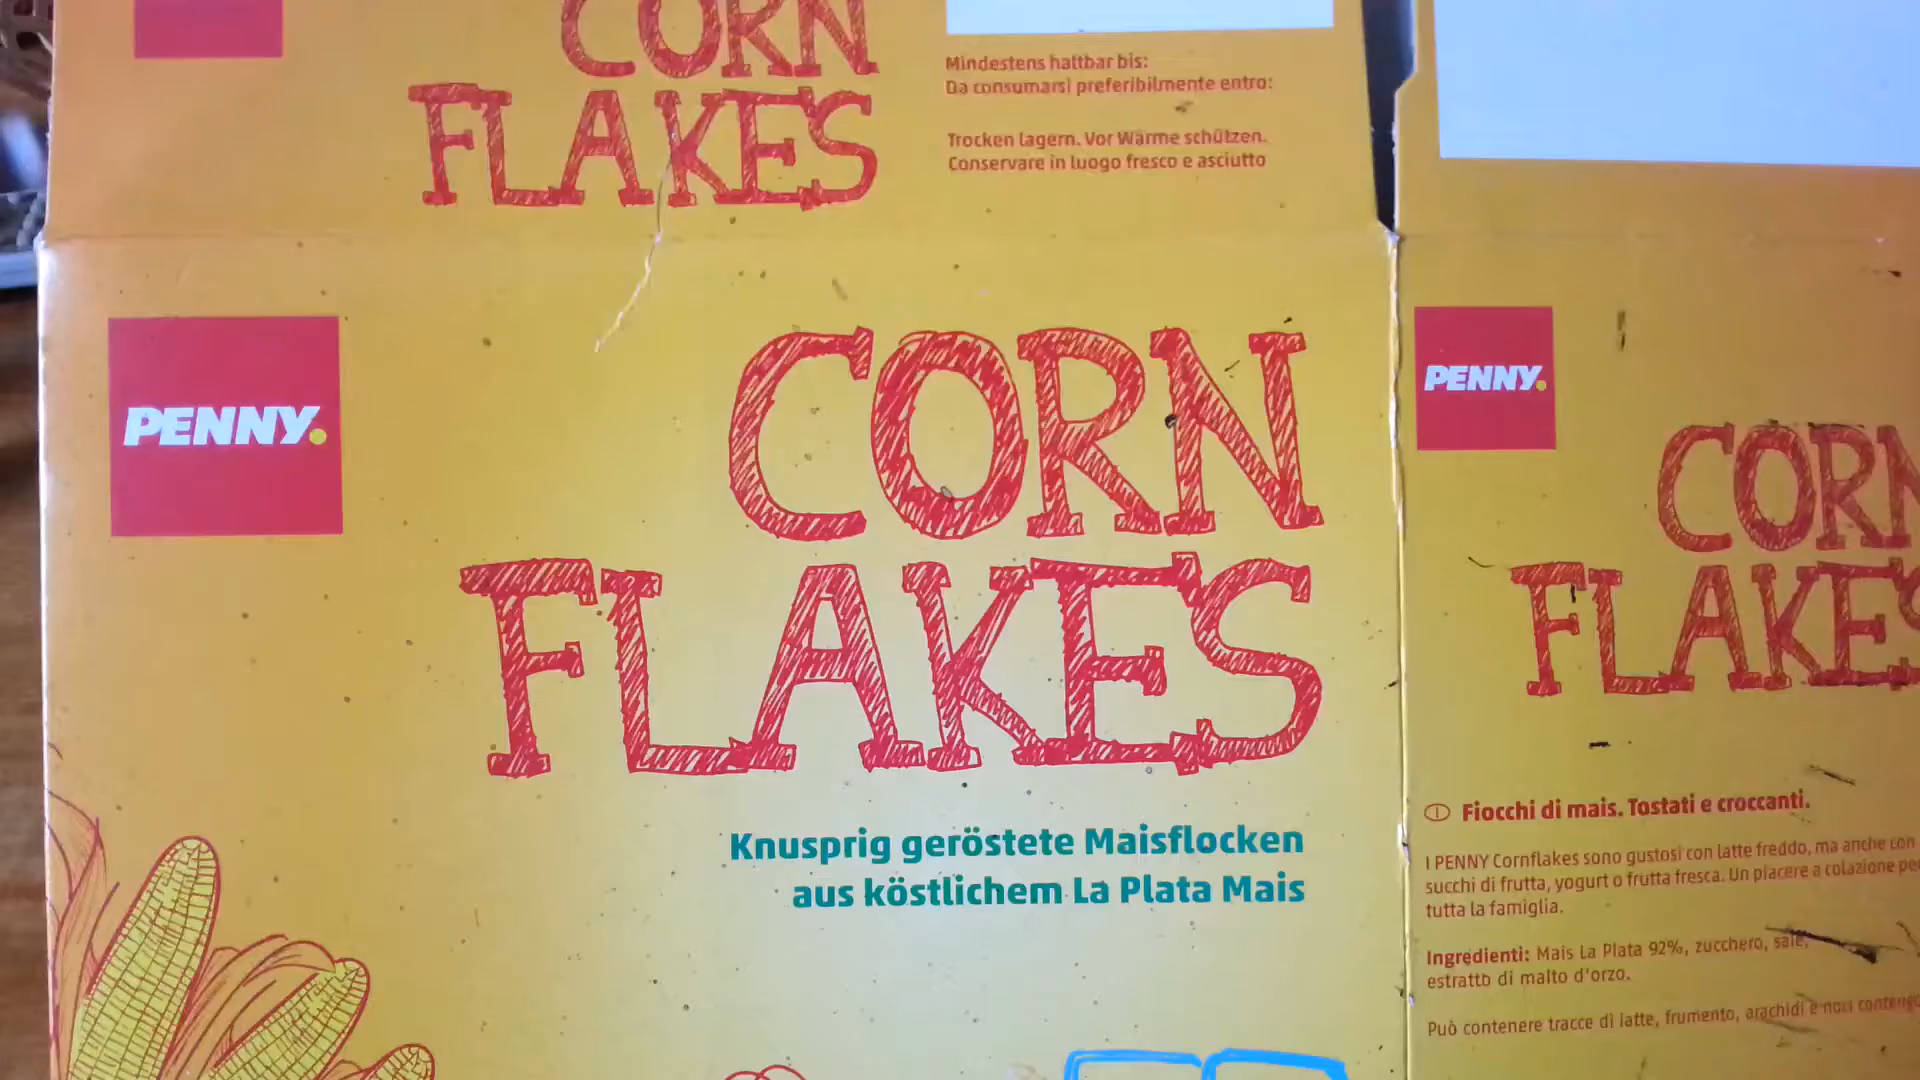 CORN
FLAKES
Mindestens haltbar bis:
Da consumarsi preferibilmente entro:
Trocken lagern. Vor Wärme schützen.
Conservare in luogo fresco e asciutto
PENNY.
CORN
FLAKES
Knusprig geröstete Maisflocken
aus köstlichem La Plata Mais
PENNY.
CORN
FLAKES
I Fiocchi di mais. Tostati e croccanti.
I PENNY Cornflakes sono gustosi con latte freddo, ma anche con
succhi di frutta, yogurt o frutta fresca. Un piacere a colazione per
tutta la famiglia.
Ingredienti: Mais La Plata 92%, zucchero, sale,
estratto di malto d'orzo.
Può contenere tracce di latte, frumento, arachidi e noci